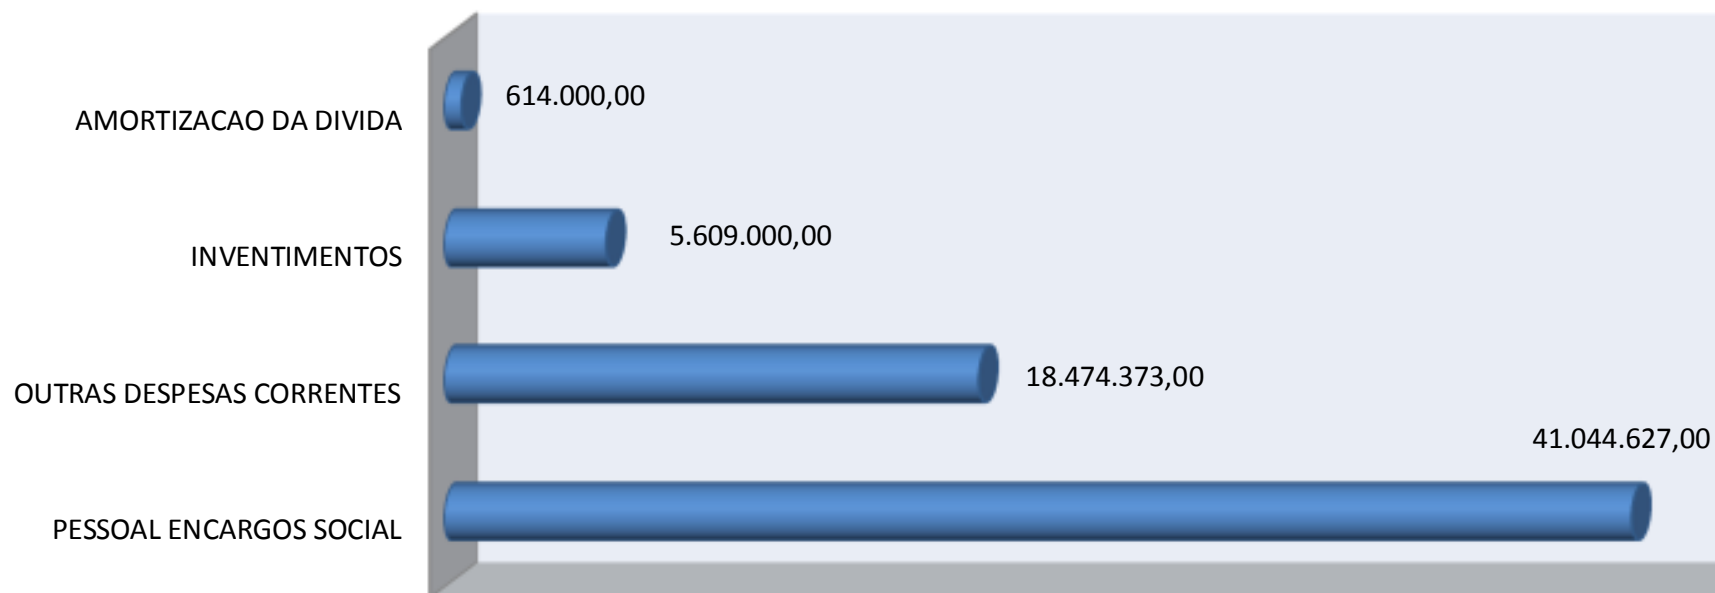 AMORTIZACAO DA DIVIDA
614.000,00
INVENTIMENTOS
5.609.000,00
OUTRAS DESPESAS CORRENTES
18.474.373,00
PESSOAL ENCARGOS SOCIAL
41.044.627,00